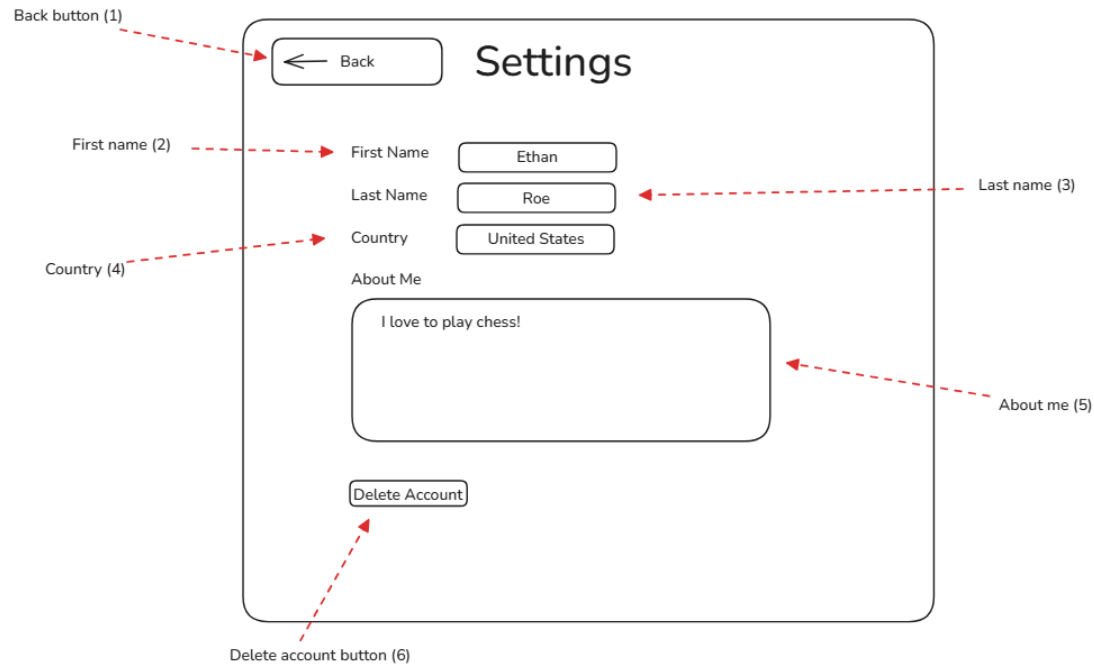 Back button (1)
Back
Settings
First name (2)
First Name
Ethan
Last Name
Roe
Last name (3)
Country
United States
Country (4)
About Me
I love to play chess!
About me (5)
Delete Account
Delete account button (6)